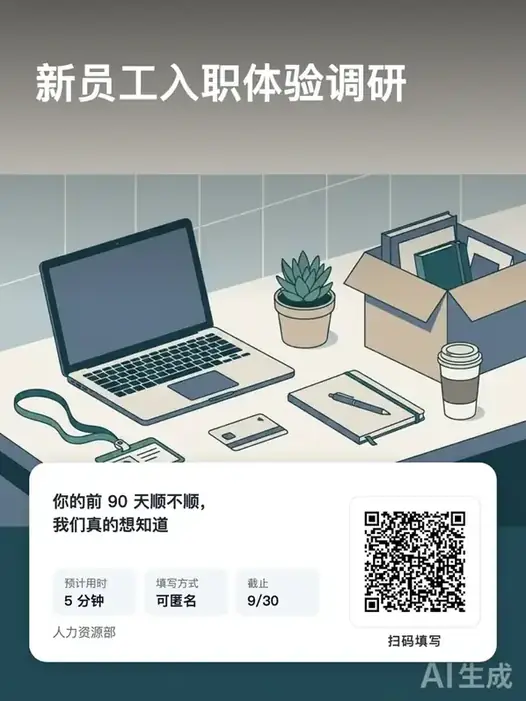 新员工入职体验调研
你的前 90 天顺不顺，
我们真的想知道
预计用时
5 分钟
填写方式
可匿名
截止
9/30
人力资源部
扫码填写
AI生成